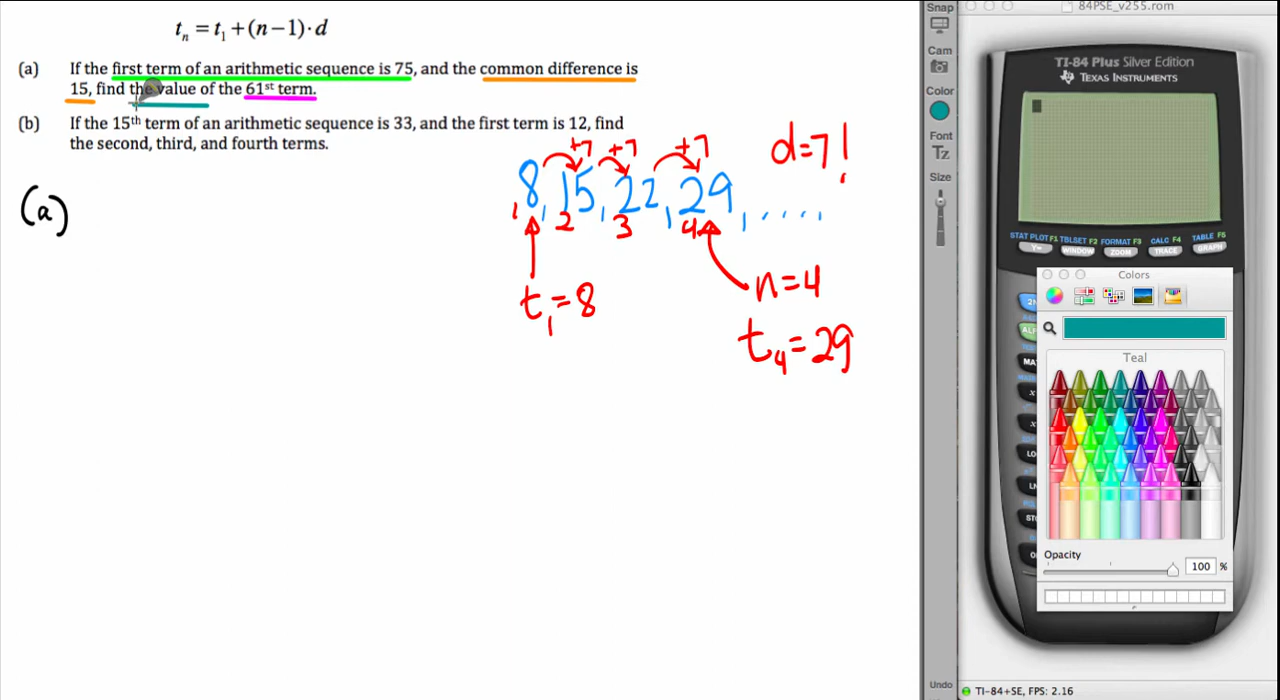 84PSE_v255.rom
Snap
Cam
Color
Font
Tz
Size
Undo
tₙ = t₁ + (n−1)·d
(a) If the first term of an arithmetic sequence is 75, and the common difference is
15, find the value of the 61st term.
(b) If the 15th term of an arithmetic sequence is 33, and the first term is 12, find
the second, third, and fourth terms.
(a)
+7 +7 +7
8, 15, 22, 29, ....
1 2 3 4
d=7!
t₁=8
n=4
t₄=29
TI-84 Plus Silver Edition
TEXAS INSTRUMENTS
STAT PLOT F1 TBLSET F2 FORMAT F3 CALC F4 TABLE F5
Y= WINDOW ZOOM TRACE GRAPH
Colors
Teal
Opacity
100 %
TI-84+SE, FPS: 2.16